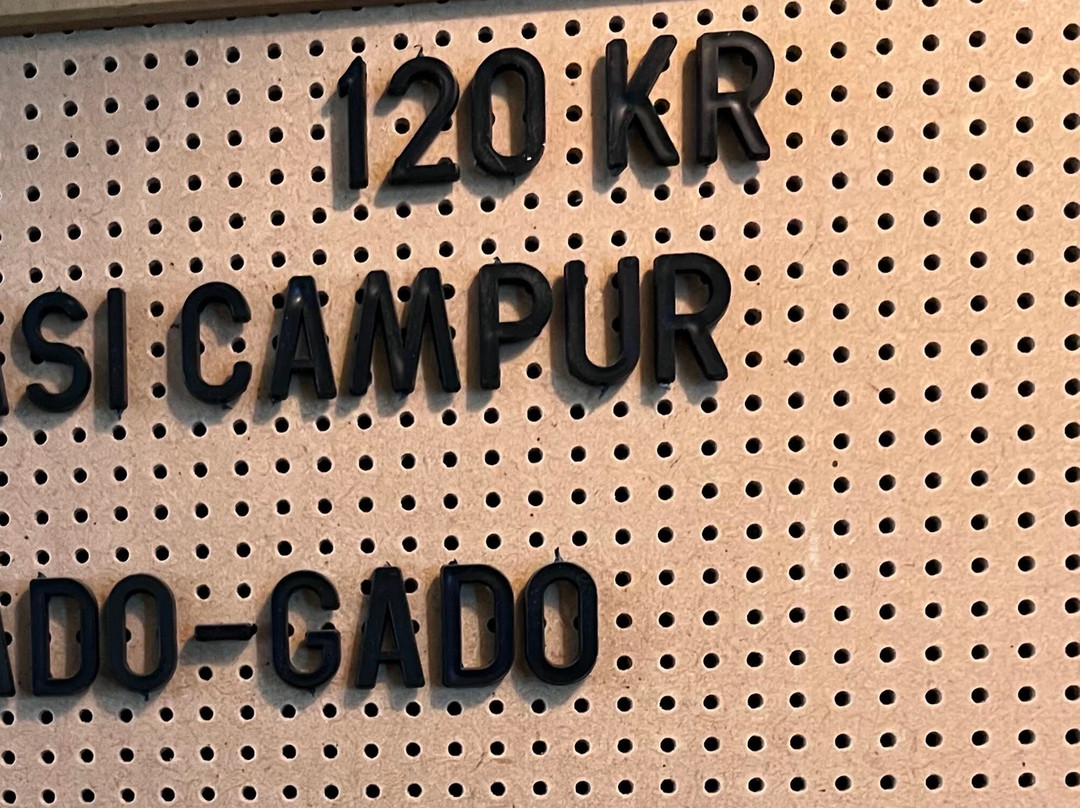 120 KR
ASI CAMPUR
ADO-GADO